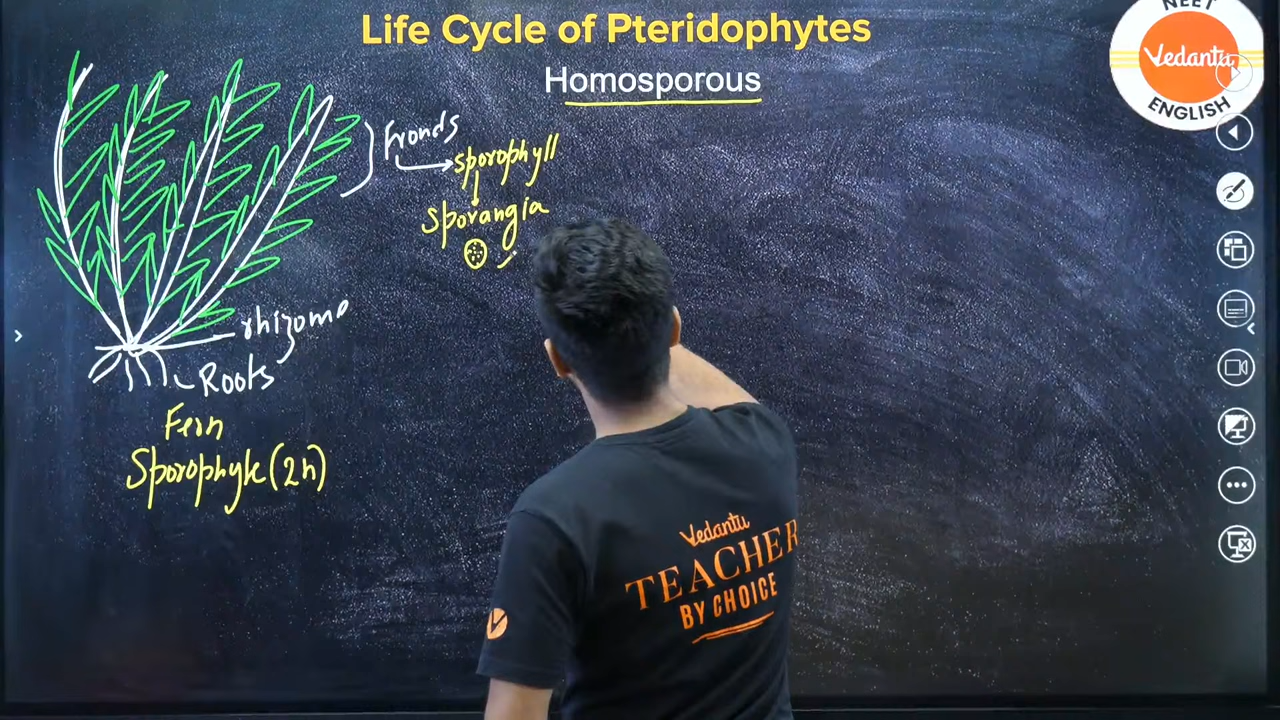 Life Cycle of Pteridophytes
Homosporous
NEET
Vedantu
ENGLISH
Fronds
sporophyll
Sporangia
rhizome
Roots
Fern
Sporophyte (2n)
Vedantu
TEACHER
BY CHOICE